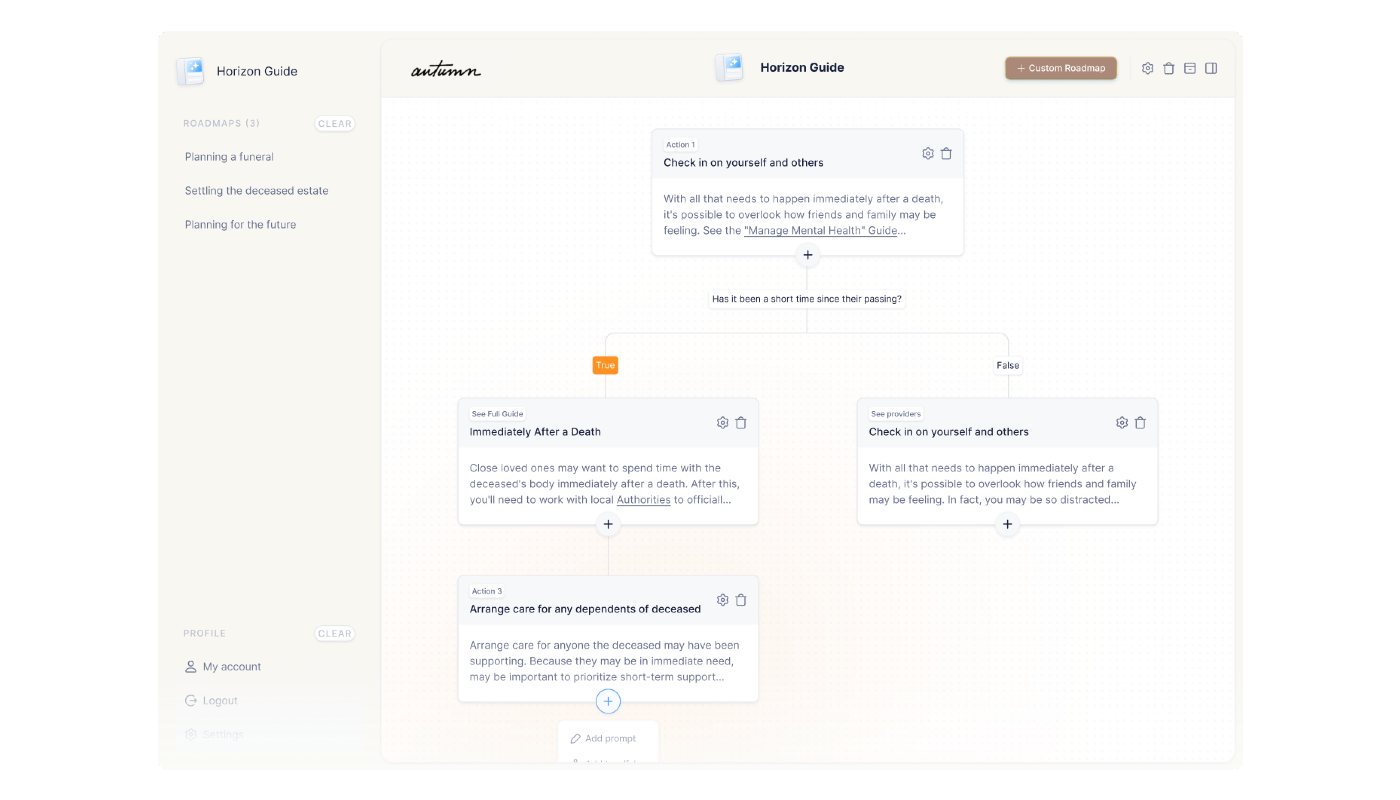 Horizon Guide
ROADMAPS (3)
CLEAR
Planning a funeral
Settling the deceased estate
Planning for the future
PROFILE
CLEAR
My account
Logout
Settings
autumn
Horizon Guide
+ Custom Roadmap
Action 1
Check in on yourself and others
With all that needs to happen immediately after a death,
it's possible to overlook how friends and family may be
feeling. See the "Manage Mental Health" Guide...
Has it been a short time since their passing?
True
False
See Full Guide
Immediately After a Death
Close loved ones may want to spend time with the
deceased's body immediately after a death. After this,
you'll need to work with local Authorities to officiall...
See providers
Check in on yourself and others
With all that needs to happen immediately after a
death, it's possible to overlook how friends and family
may be feeling. In fact, you may be so distracted...
Action 3
Arrange care for any dependents of deceased
Arrange care for anyone the deceased may have been
supporting. Because they may be in immediate need,
may be important to prioritize short-term support...
Add prompt